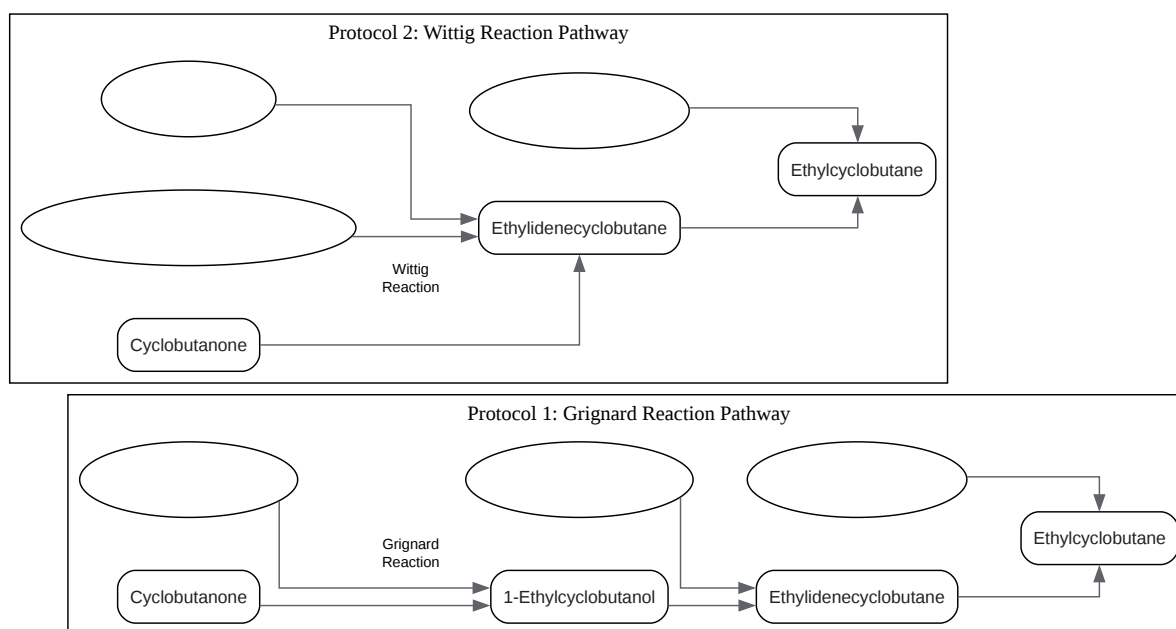 Protocol 2: Wittig Reaction Pathway
Ethylcyclobutane
Ethylidenecyclobutane
Wittig
Reaction
Cyclobutanone
Protocol 1: Grignard Reaction Pathway
Grignard
Reaction
Ethylcyclobutane
Cyclobutanone
1-Ethylcyclobutanol
Ethylidenecyclobutane